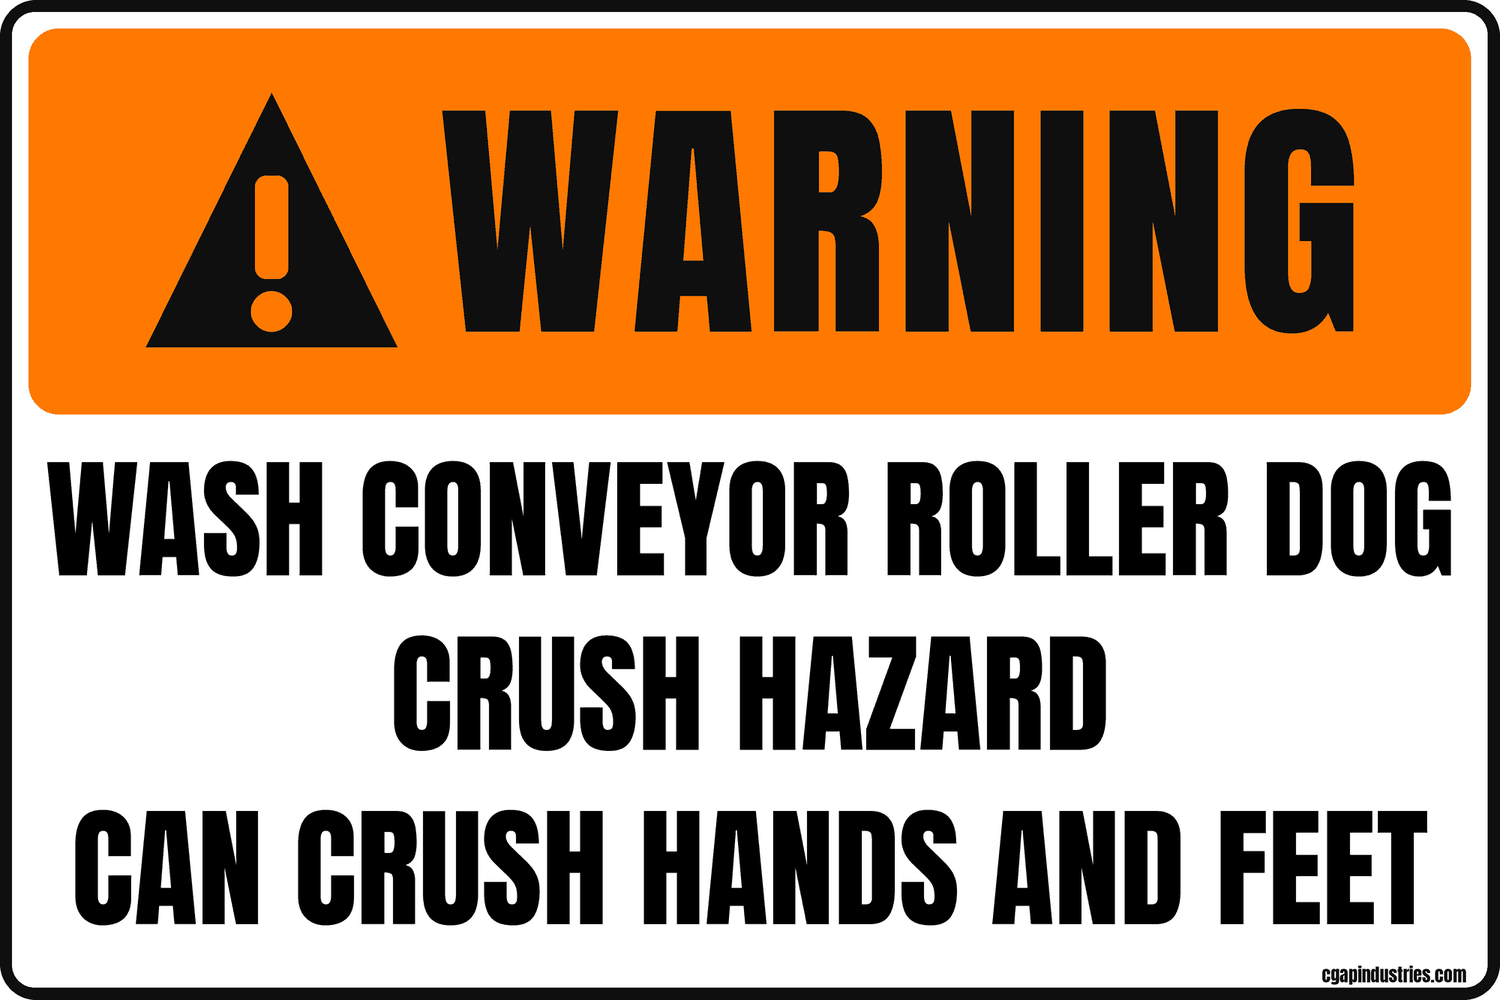 WARNING
WASH CONVEYOR ROLLER DOG
CRUSH HAZARD
CAN CRUSH HANDS AND FEET
cgapindustries.com